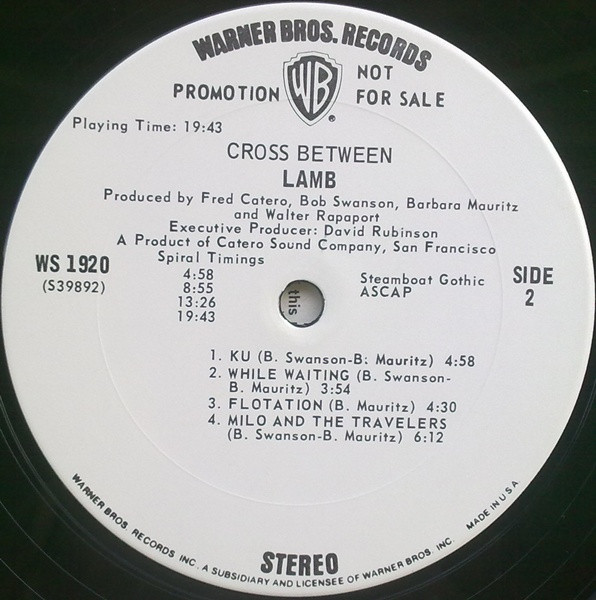 WARNER BROS. RECORDS
PROMOTION WB NOT
FOR SALE
®
Playing Time: 19:43
CROSS BETWEEN
LAMB
Produced by Fred Catero, Bob Swanson, Barbara Mauritz
and Walter Rapaport
Executive Producer: David Rubinson
A Product of Catero Sound Company, San Francisco
WS 1920
(S39892)
Spiral Timings
4:58
8:55
13:26
19:43
this
Steamboat Gothic
ASCAP
SIDE
2
1. KU (B. Swanson-B. Mauritz) 4:58
2. WHILE WAITING (B. Swanson-
B. Mauritz) 3:54
3. FLOTATION (B. Mauritz) 4:30
4. MILO AND THE TRAVELERS
(B. Swanson-B. Mauritz) 6:12
STEREO
WARNER BROS. RECORDS INC. A SUBSIDIARY AND LICENSEE OF WARNER BROS. INC. MADE IN U.S.A.